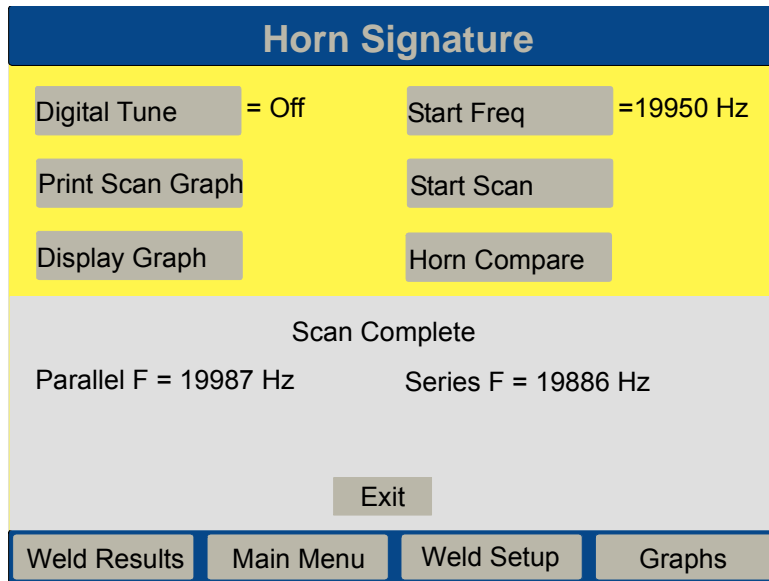 Horn Signature
Digital Tune = Off Start Freq =19950 Hz
Print Scan Graph Start Scan
Display Graph Horn Compare
Scan Complete
Parallel F = 19987 Hz Series F = 19886 Hz
Exit
Weld Results Main Menu Weld Setup Graphs